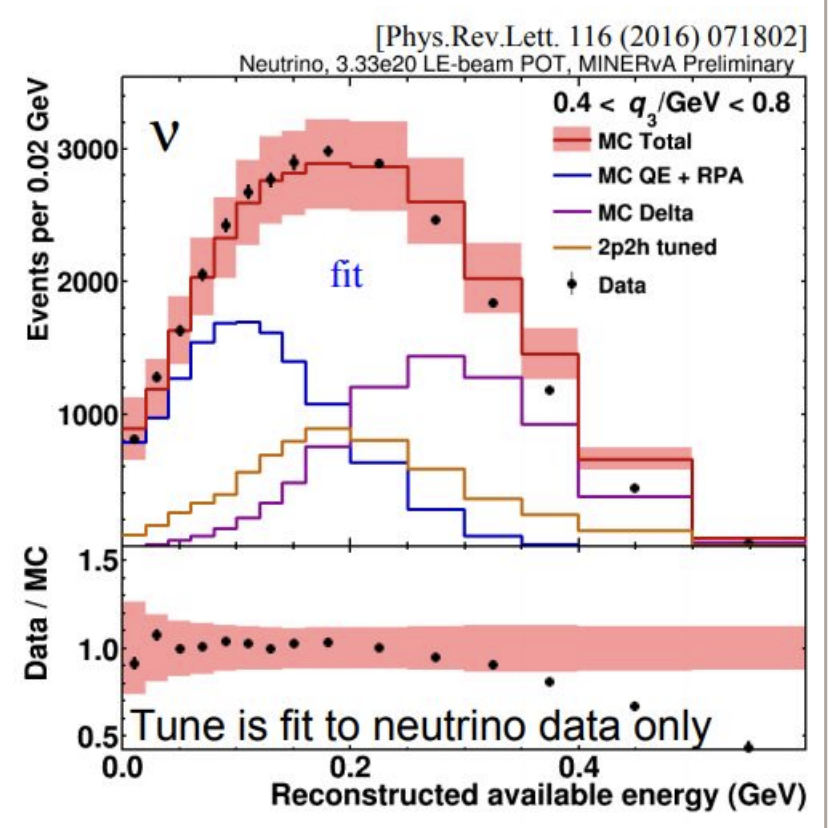 [Phys.Rev.Lett. 116 (2016) 071802]
Neutrino, 3.33e20 LE-beam POT, MINERvA Preliminary
ν
0.4 < q3/GeV < 0.8
MC Total
MC QE + RPA
MC Delta
2p2h tuned
Data
fit
Events per 0.02 GeV
3000
2000
1000
Data / MC
1.5
1.0
0.5
Tune is fit to neutrino data only
0.0 0.2 0.4
Reconstructed available energy (GeV)